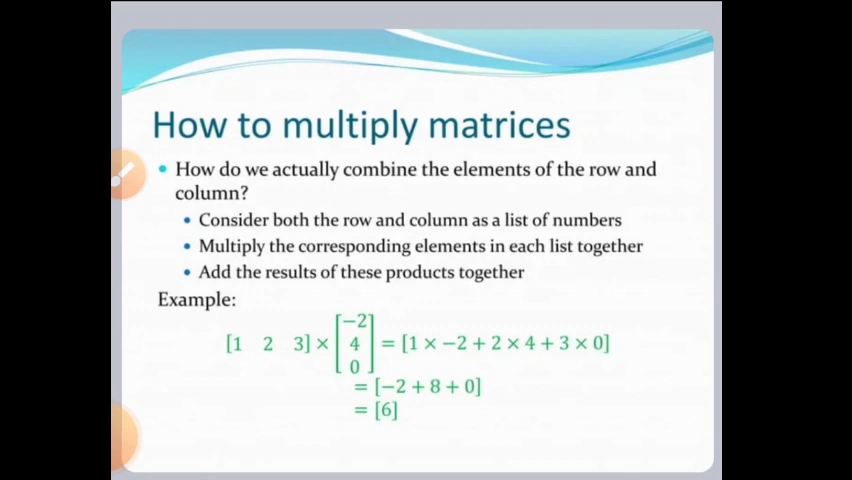 How to multiply matrices
• How do we actually combine the elements of the row and
column?
• Consider both the row and column as a list of numbers
• Multiply the corresponding elements in each list together
• Add the results of these products together
Example:
[1 2 3] × [−2 4 0] = [1 × −2 + 2 × 4 + 3 × 0]
= [−2 + 8 + 0]
= [6]